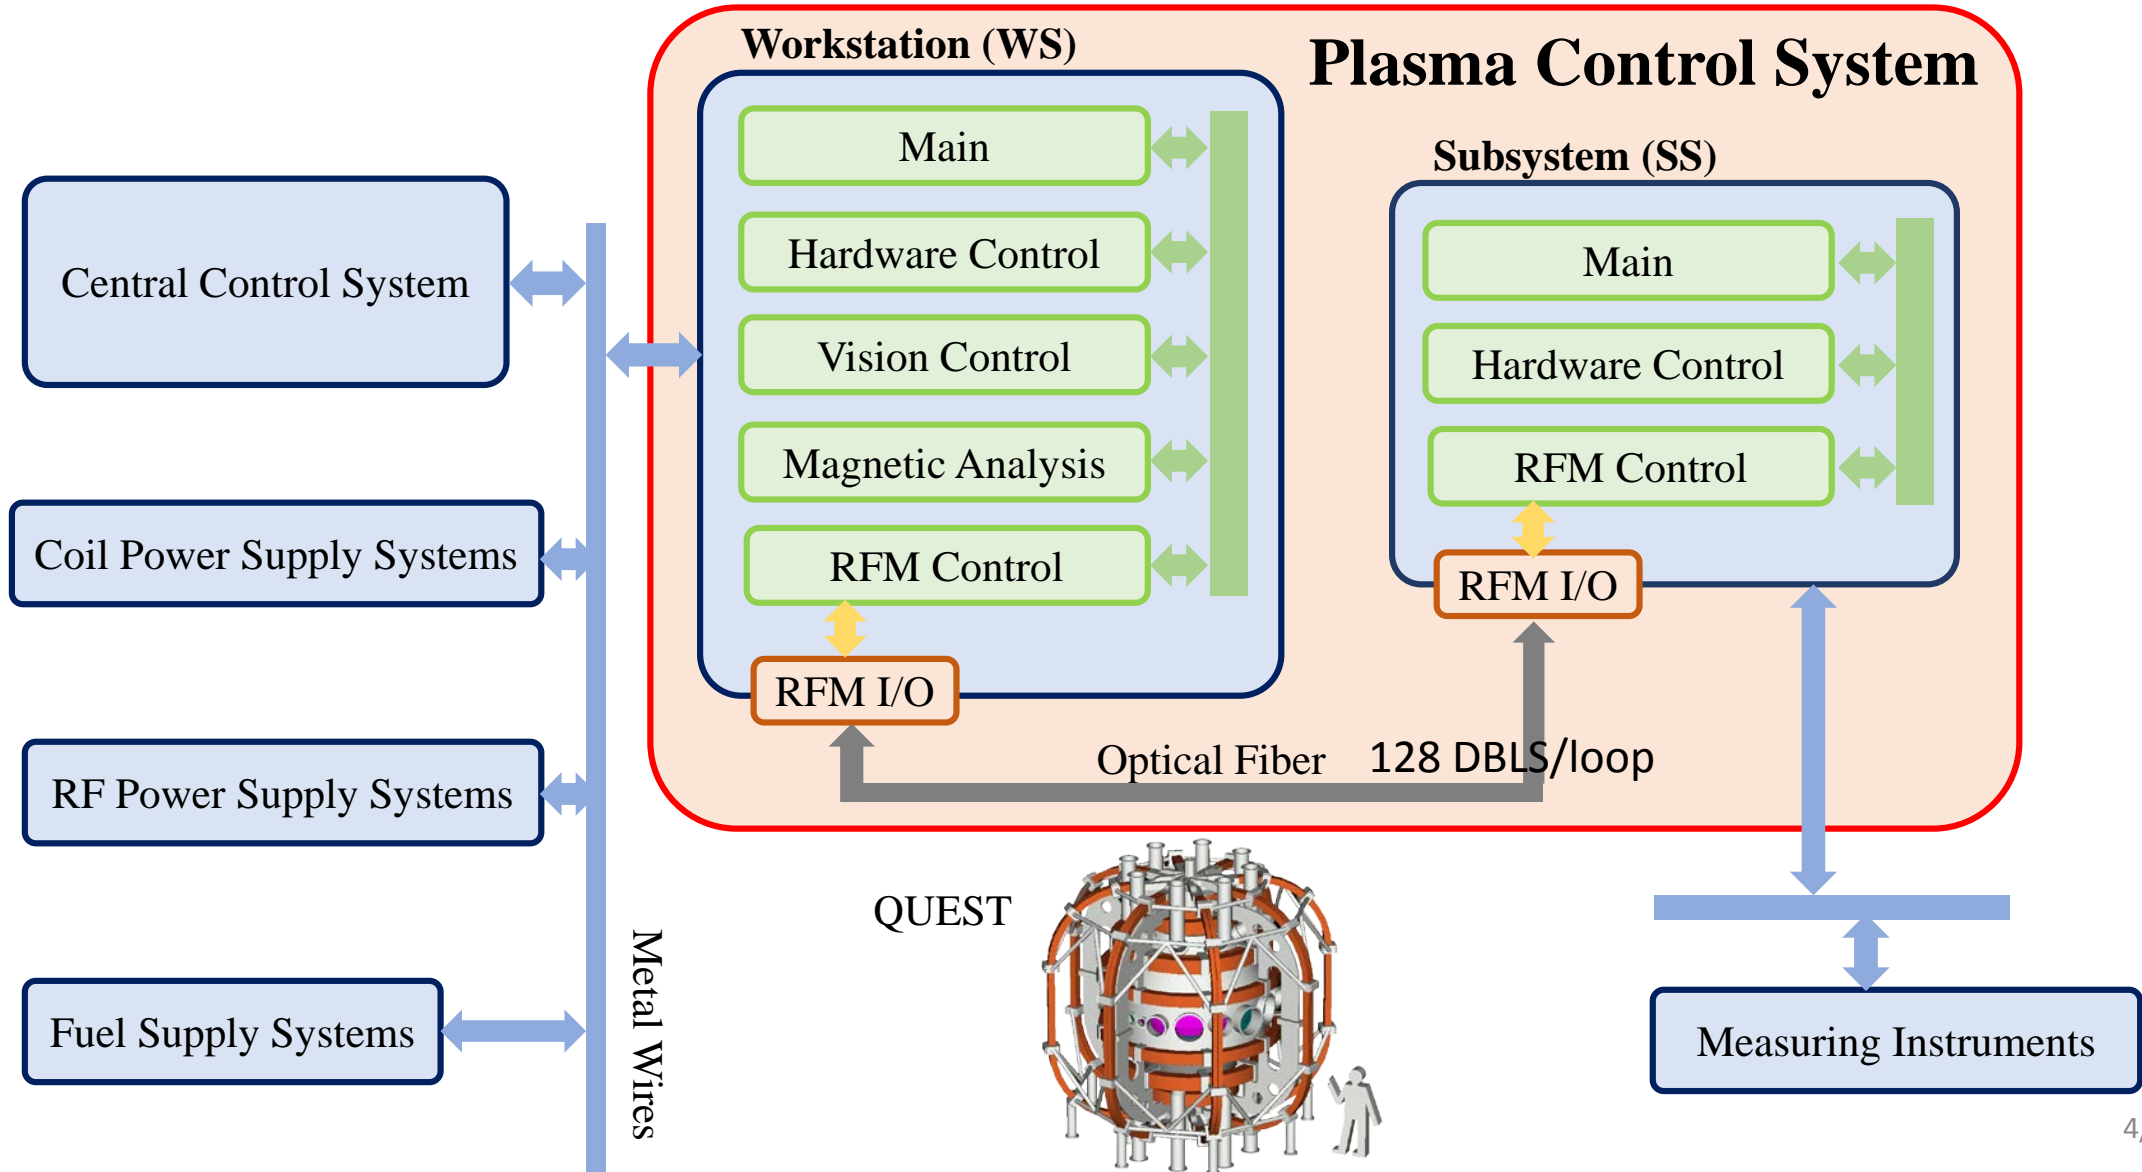 Plasma Control System
Workstation (WS)
Main
Hardware Control
Vision Control
Magnetic Analysis
RFM Control
RFM I/O
Subsystem (SS)
Main
Hardware Control
RFM Control
RFM I/O
Optical Fiber 128 DBLS/loop
Central Control System
Coil Power Supply Systems
RF Power Supply Systems
Fuel Supply Systems
Metal Wires
QUEST
Measuring Instruments
4/